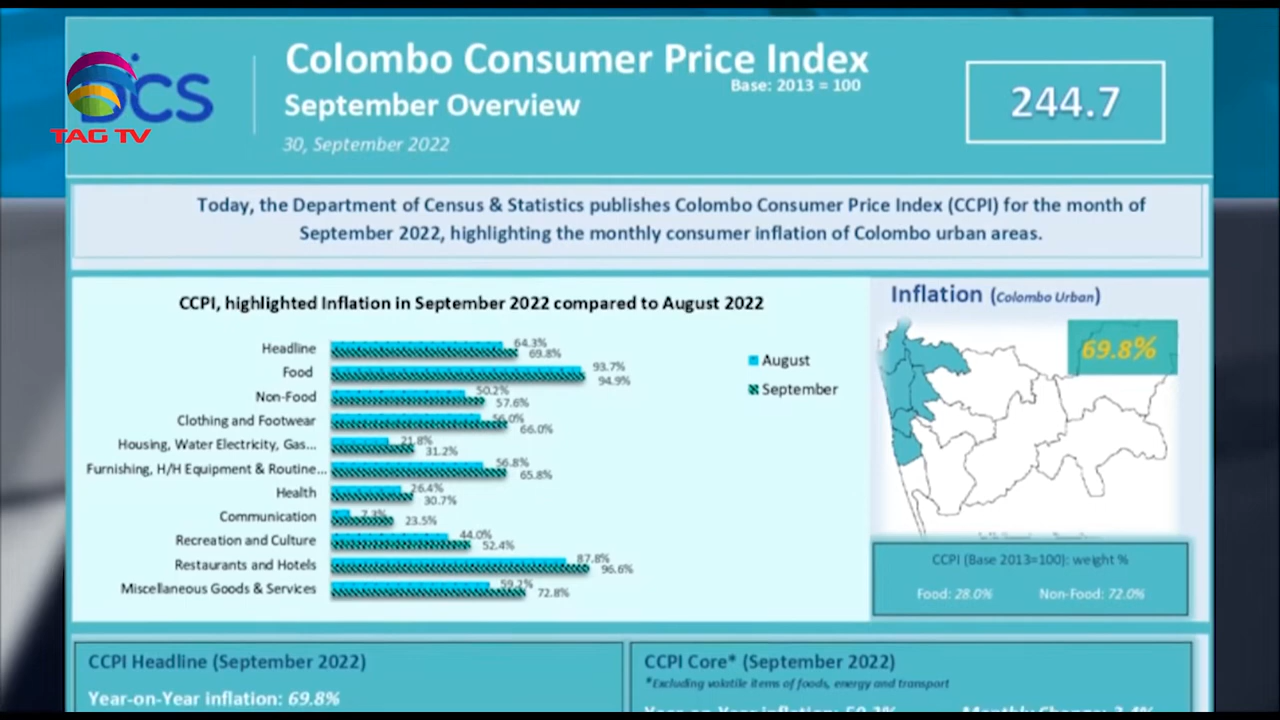 DCS
TAG TV
Colombo Consumer Price Index
Base: 2013 = 100
September Overview
30, September 2022
244.7
Today, the Department of Census & Statistics publishes Colombo Consumer Price Index (CCPI) for the month of
September 2022, highlighting the monthly consumer inflation of Colombo urban areas.
CCPI, highlighted Inflation in September 2022 compared to August 2022
Headline 64.3% 69.8%
Food 93.7% 94.9%
Non-Food 50.2% 57.6%
Clothing and Footwear 56.0% 66.0%
Housing, Water Electricity, Gas... 21.8% 31.2%
Furnishing, H/H Equipment & Routine... 56.8% 65.8%
Health 26.4% 30.7%
Communication 7.3% 23.5%
Recreation and Culture 44.0% 52.4%
Restaurants and Hotels 87.8% 96.6%
Miscellaneous Goods & Services 59.2% 72.8%
August
September
Inflation (Colombo Urban)
69.8%
CCPI (Base 2013=100): weight %
Food: 28.0% Non-Food: 72.0%
CCPI Headline (September 2022)
Year-on-Year inflation: 69.8%
CCPI Core* (September 2022)
*Excluding volatile items of foods, energy and transport
Year-on-Year inflation: Monthly Change: